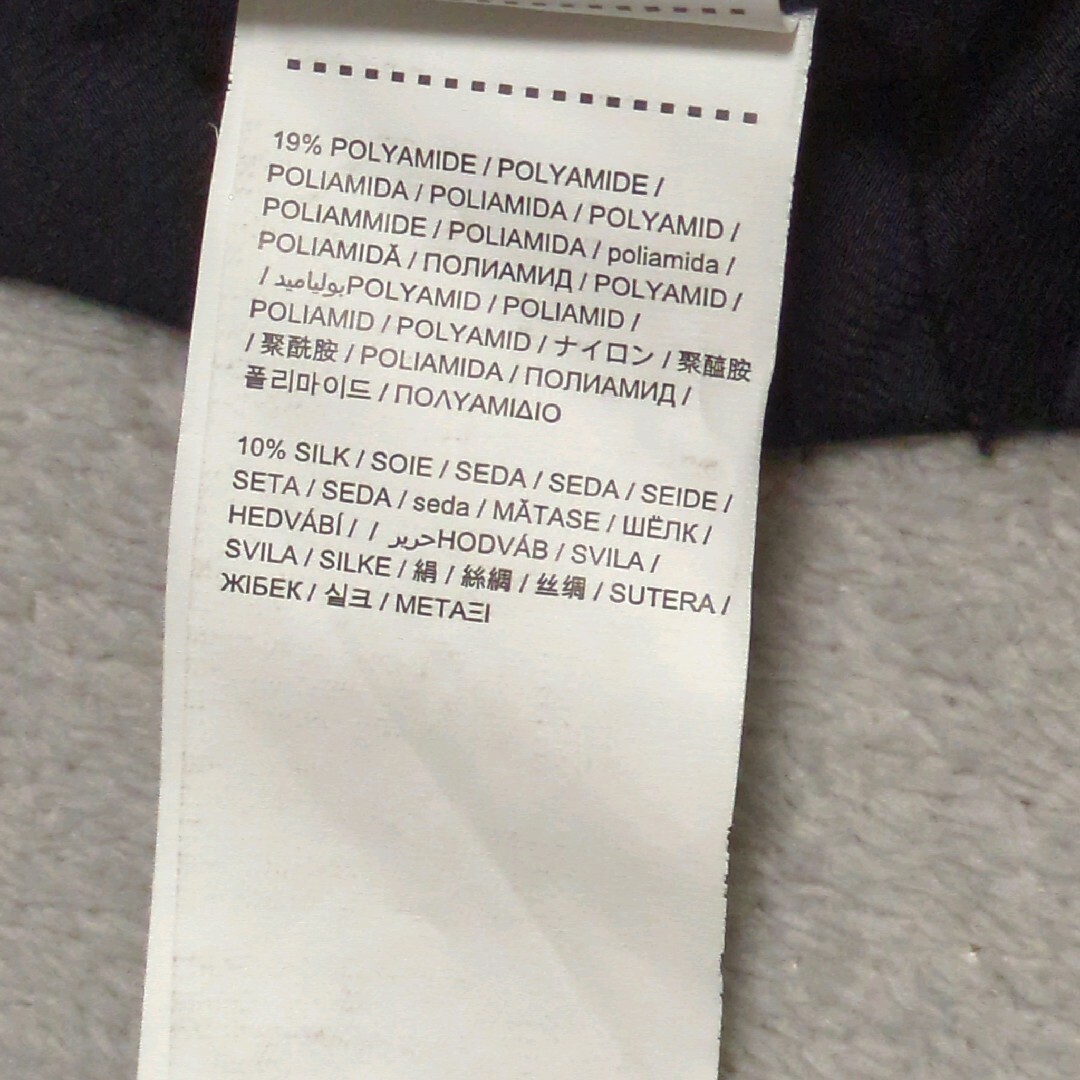 19% POLYAMIDE / POLYAMIDE /
POLIAMIDA / POLIAMIDA / POLYAMID /
POLIAMMIDE / POLIAMIDA / poliamida /
POLIAMIDĂ / ПОЛИАМИД / POLYAMID /
/ بوليامیدPOLYAMID / POLIAMID /
POLIAMID / POLYAMID / ナイロン / 聚醯胺
/ 聚酰胺 / POLIAMIDA / ПОЛИАМИД /
폴리마이드 / ΠΟΛΥΑΜΙΔΙΟ
10% SILK / SOIE / SEDA / SEDA / SEIDE /
SETA / SEDA / seda / MĂTASE / ШЁЛК /
HEDVÁBÍ / / حريرHODVÁB / SVILA /
SVILA / SILKE / 絹 / 絲綢 / 丝绸 / SUTERA /
ЖІБЕК / 실크 / ΜΕΤΑΞΙ